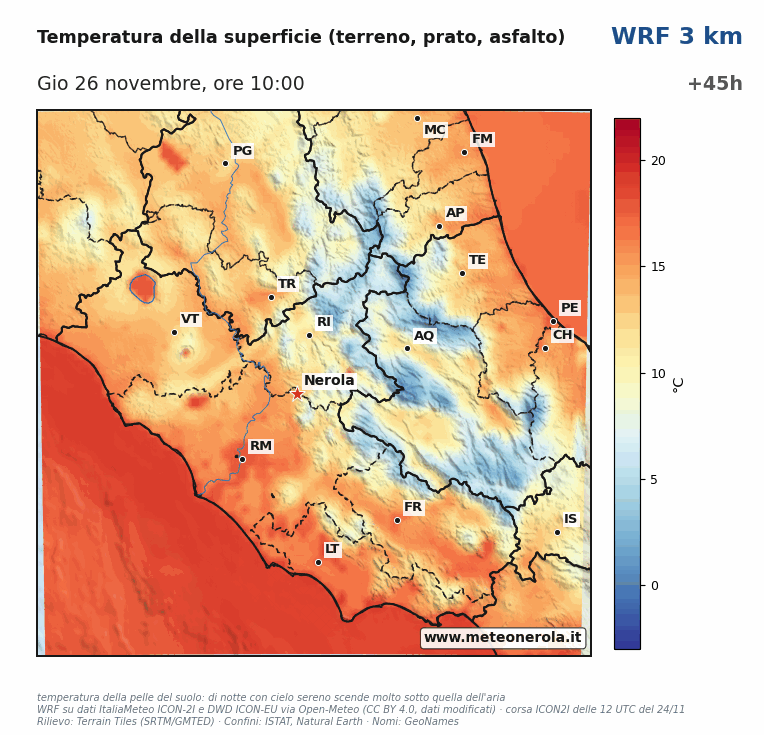 Temperatura della superficie (terreno, prato, asfalto)
WRF 3 km
Gio 26 novembre, ore 10:00
+45h
MC
FM
PG
AP
TE
TR
PE
VT
RI
AQ
CH
Nerola
RM
FR
IS
LT
www.meteonerola.it
20
15
10
5
0
°C
temperatura della pelle del suolo: di notte con cielo sereno scende molto sotto quella dell'aria
WRF su dati ItaliaMeteo ICON-2I e DWD ICON-EU via Open-Meteo (CC BY 4.0, dati modificati) · corsa ICON2I delle 12 UTC del 24/11
Rilievo: Terrain Tiles (SRTM/GMTED) · Confini: ISTAT, Natural Earth · Nomi: GeoNames